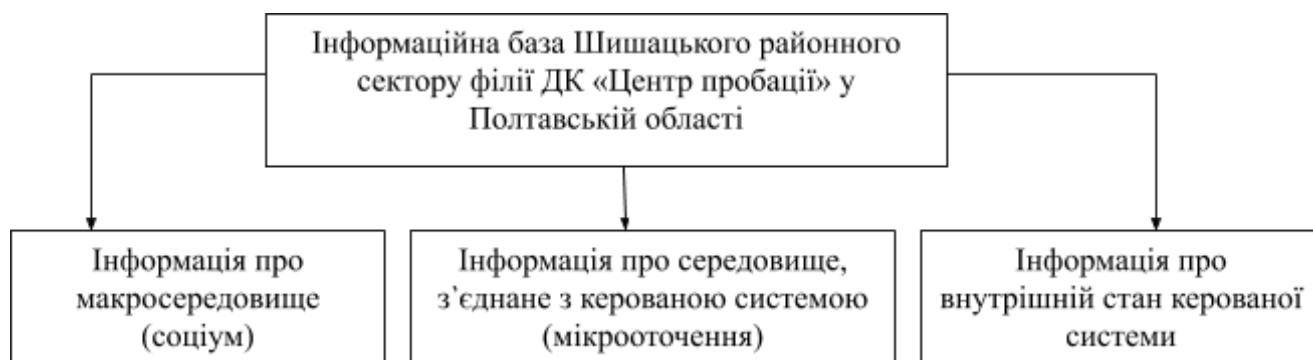 Інформаційна база Шишацького районного
сектору філії ДК «Центр пробації» у
Полтавській області
Інформація про
макросередовище
(соціум)
Інформація про середовище,
з’єднане з керованою системою
(мікрооточення)
Інформація про
внутрішній стан керованої
системи